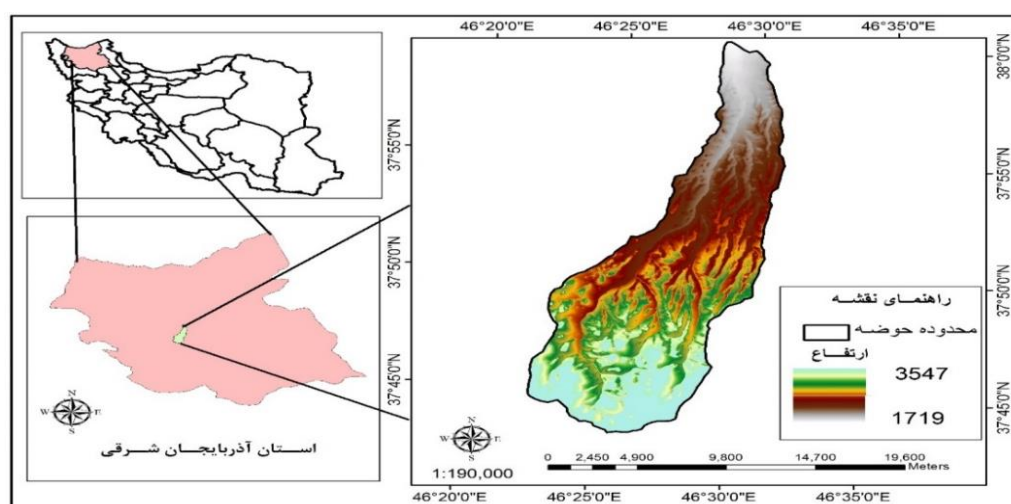 46°20'0"E 46°25'0"E 46°30'0"E 46°35'0"E
38°0'0"N
37°55'0"N
37°50'0"N
37°45'0"N
37°55'0"N
37°50'0"N
37°45'0"N
N
W E
S
استان آذربایجان شرقی
راهنمای نقشه
محدوده حوضه
ارتفاع
3547
1719
N
W E
S
1:190,000
0 2,450 4,900 9,800 14,700 19,600
Meters
46°20'0"E 46°25'0"E 46°30'0"E 46°35'0"E